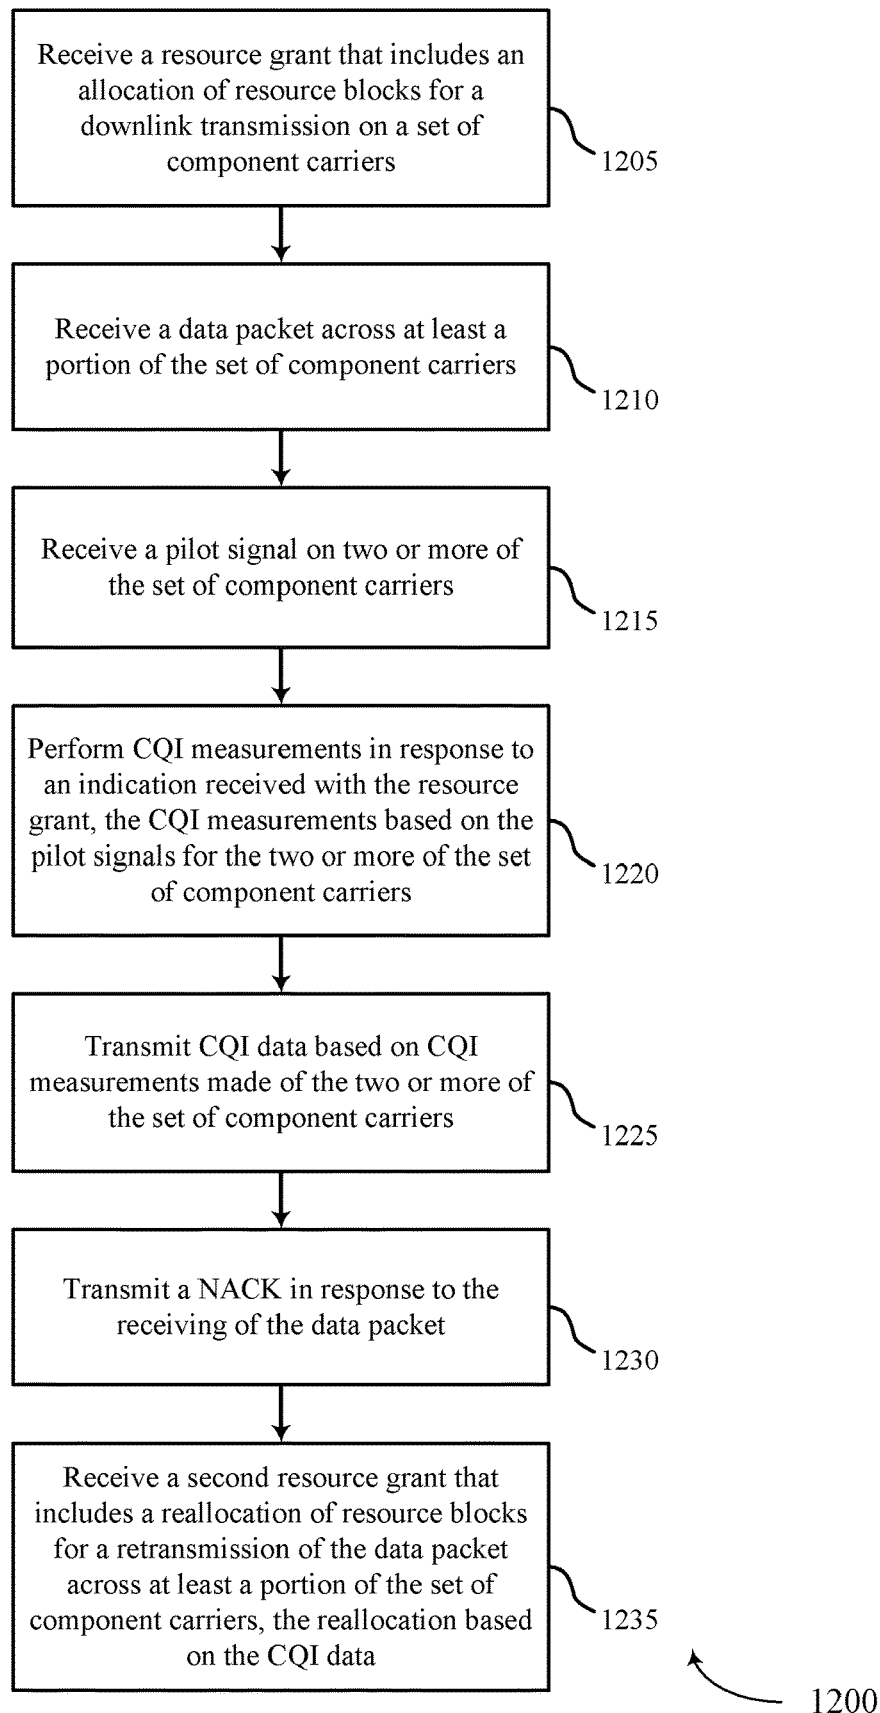 Receive a resource grant that includes an
allocation of resource blocks for a
downlink transmission on a set of
component carriers
1205
Receive a data packet across at least a
portion of the set of component carriers
1210
Receive a pilot signal on two or more of
the set of component carriers
1215
Perform CQI measurements in response to
an indication received with the resource
grant, the CQI measurements based on the
pilot signals for the two or more of the set
of component carriers
1220
Transmit CQI data based on CQI
measurements made of the two or more of
the set of component carriers
1225
Transmit a NACK in response to the
receiving of the data packet
1230
Receive a second resource grant that
includes a reallocation of resource blocks
for a retransmission of the data packet
across at least a portion of the set of
component carriers, the reallocation based
on the CQI data
1235
1200